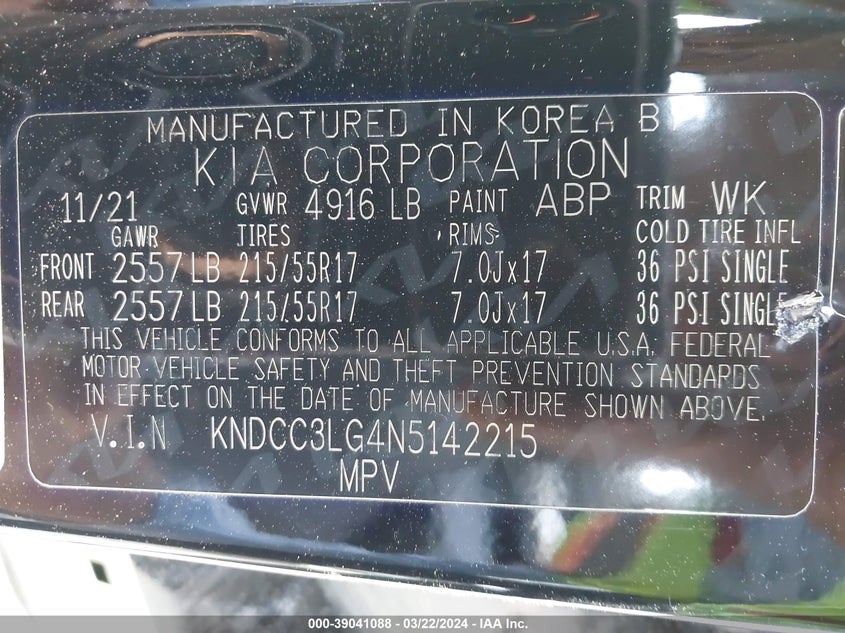 MANUFACTURED IN KOREA BY
KIA CORPORATION
11/21 GVWR 4916 LB PAINT ABP TRIM WK
GAWR TIRES RIMS COLD TIRE INFL
FRONT 2557 LB 215/55R17 7.0Jx17 36 PSI SINGLE
REAR 2557 LB 215/55R17 7.0Jx17 36 PSI SINGLE
THIS VEHICLE CONFORMS TO ALL APPLICABLE U.S.A. FEDERAL
MOTOR VEHICLE SAFETY AND THEFT PREVENTION STANDARDS
IN EFFECT ON THE DATE OF MANUFACTURE SHOWN ABOVE.
V.I.N KNDCC3LG4N5142215
MPV
000-39041088 - 03/22/2024 - IAA Inc.